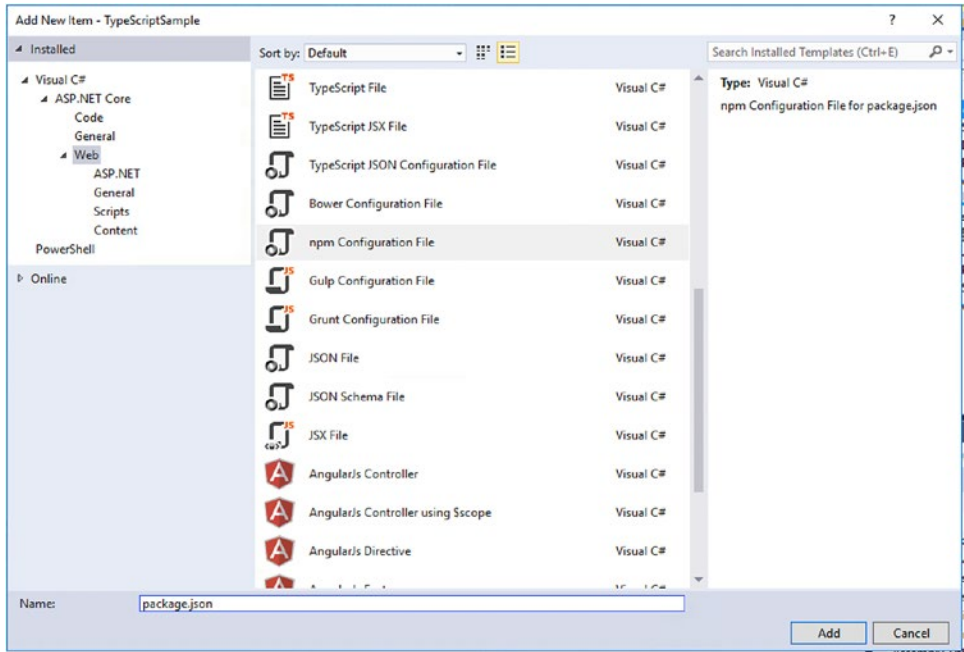 Add New Item - TypeScriptSample
Installed
Sort by: Default
Search Installed Templates (Ctrl+E)
Visual C#
ASP.NET Core
Code
General
Web
ASP.NET
General
Scripts
Content
PowerShell
Online
TypeScript File Visual C#
TypeScript JSX File Visual C#
TypeScript JSON Configuration File Visual C#
Bower Configuration File Visual C#
npm Configuration File Visual C#
Gulp Configuration File Visual C#
Grunt Configuration File Visual C#
JSON File Visual C#
JSON Schema File Visual C#
JSX File Visual C#
AngularJs Controller Visual C#
AngularJs Controller using $scope Visual C#
AngularJs Directive Visual C#
Type: Visual C#
npm Configuration File for package.json
Name: package.json
Add Cancel